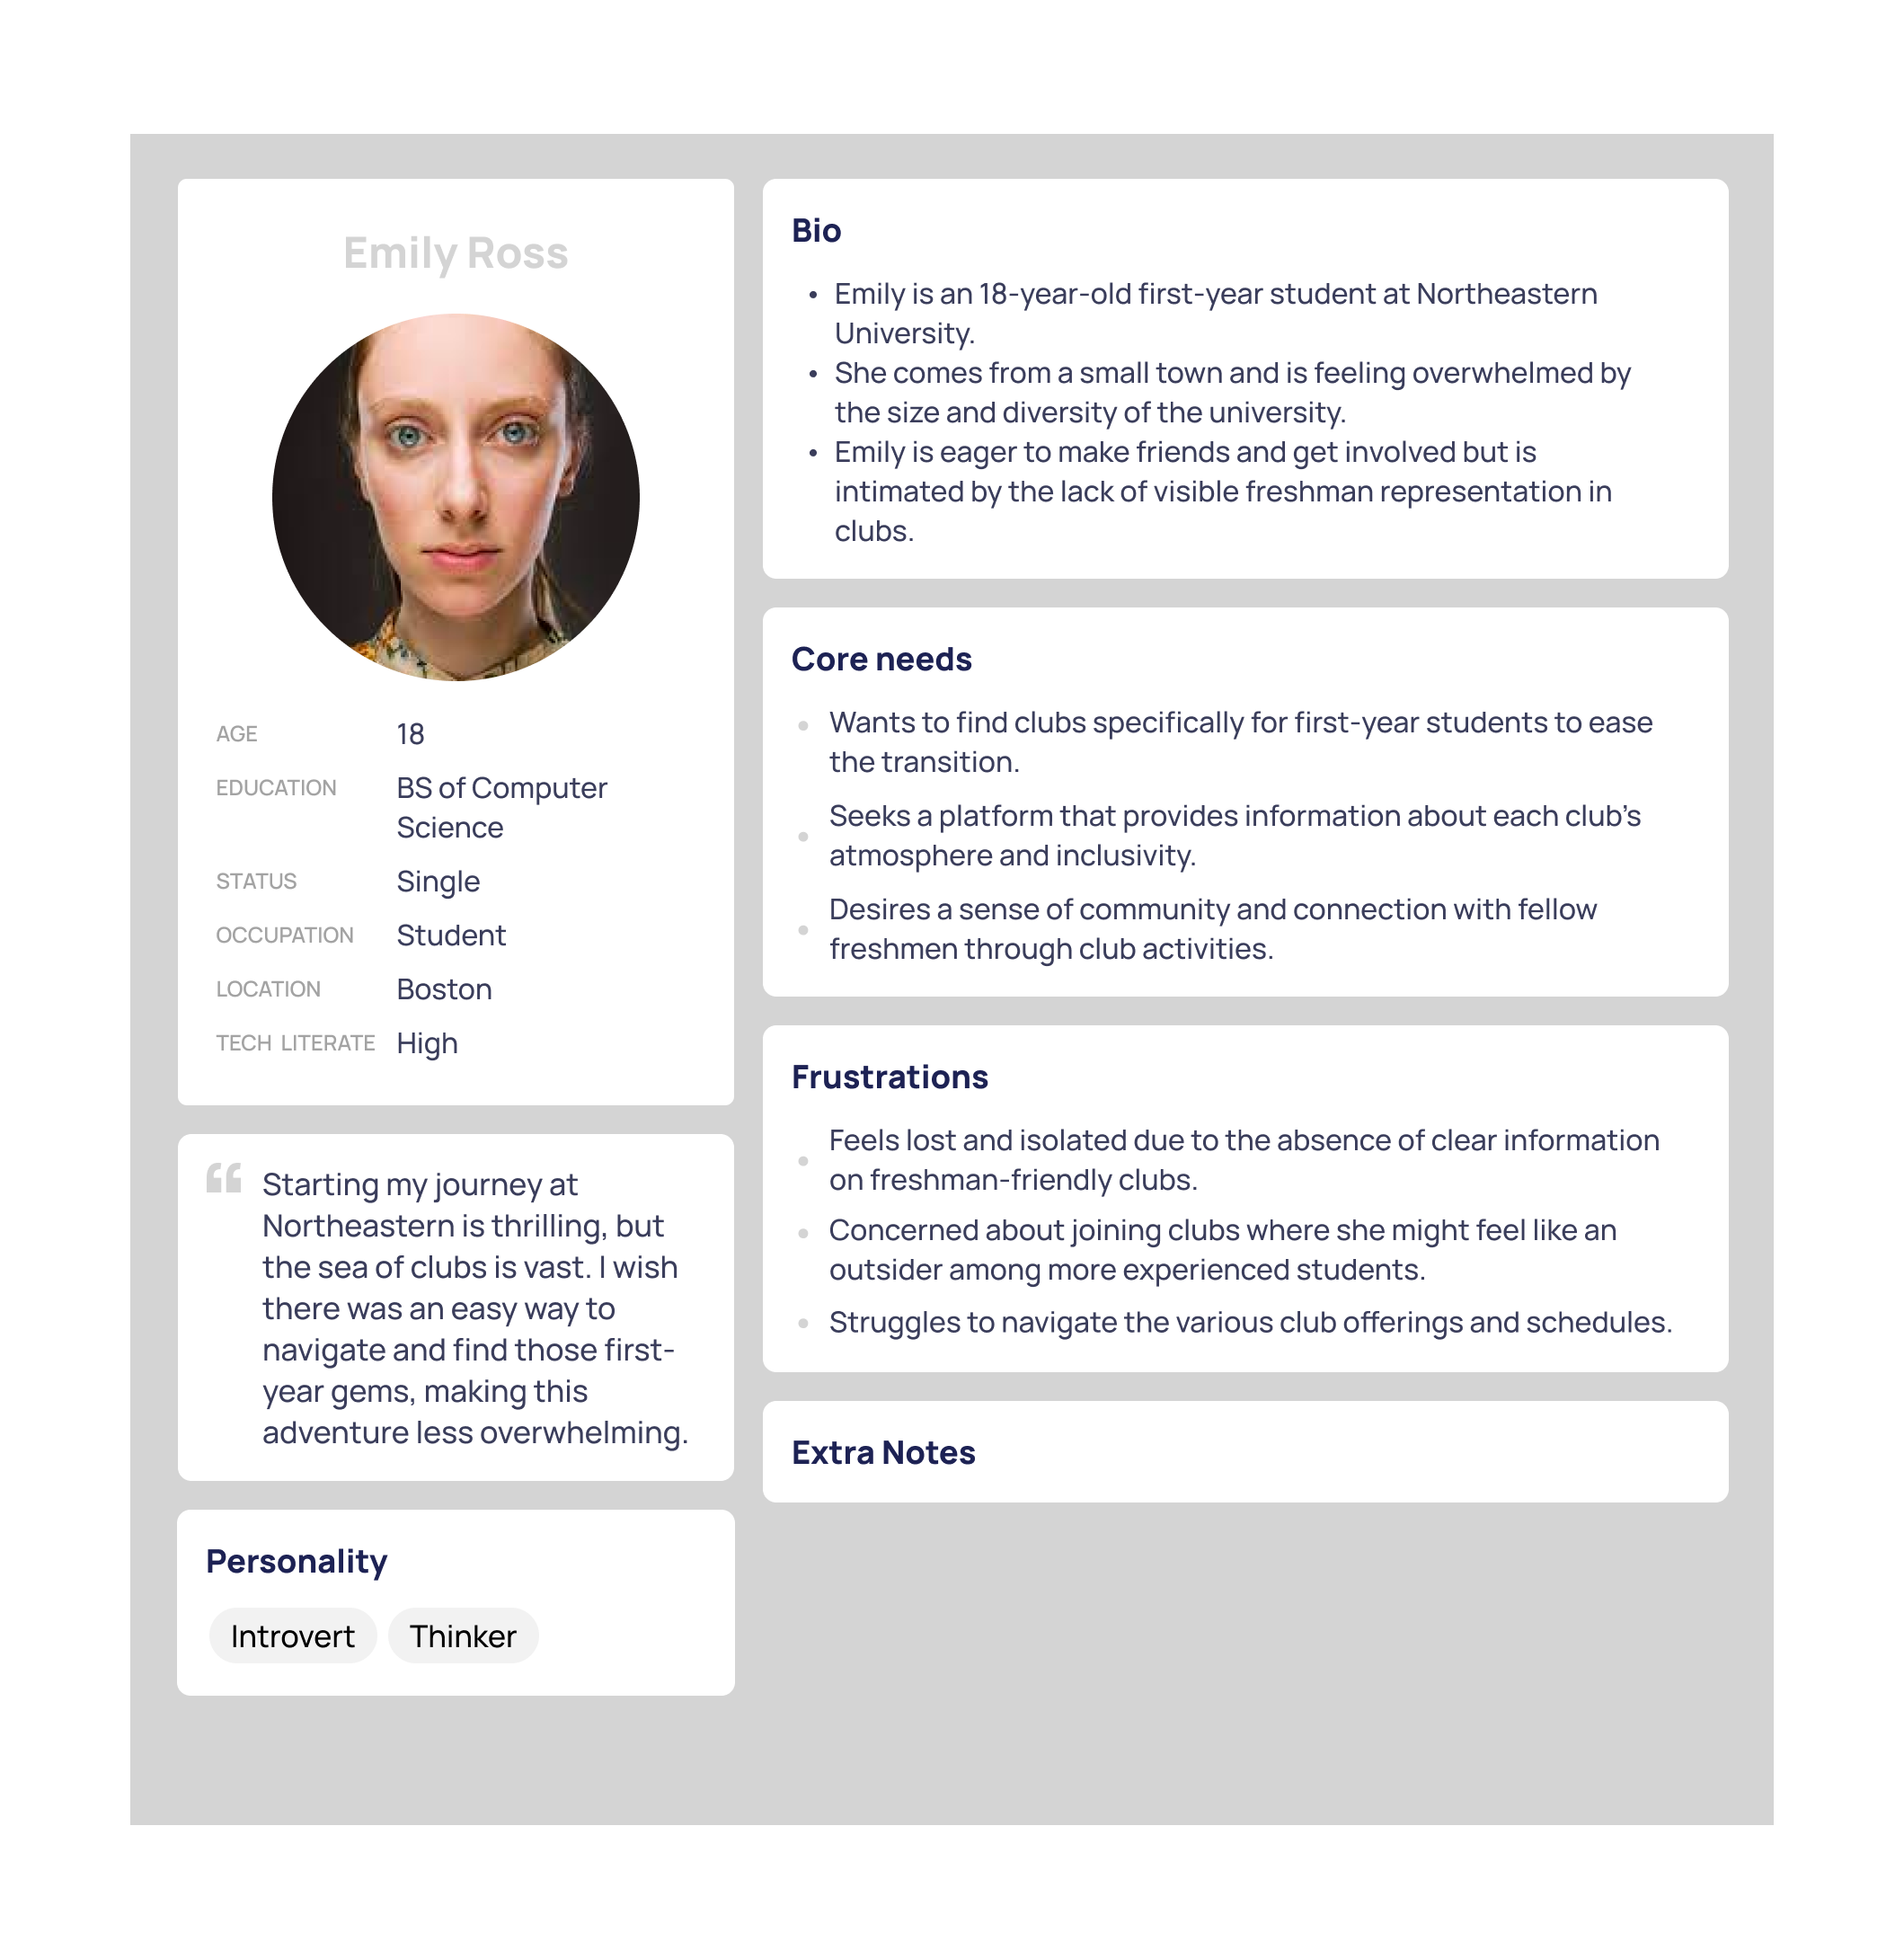 Emily Ross
AGE 18
EDUCATION BS of Computer
Science
STATUS Single
OCCUPATION Student
LOCATION Boston
TECH LITERATE High
“ Starting my journey at
Northeastern is thrilling, but
the sea of clubs is vast. I wish
there was an easy way to
navigate and find those first-
year gems, making this
adventure less overwhelming.
Personality
Introvert Thinker
Bio
• Emily is an 18-year-old first-year student at Northeastern
University.
• She comes from a small town and is feeling overwhelmed by
the size and diversity of the university.
• Emily is eager to make friends and get involved but is
intimated by the lack of visible freshman representation in
clubs.
Core needs
• Wants to find clubs specifically for first-year students to ease
the transition.
• Seeks a platform that provides information about each club’s
atmosphere and inclusivity.
• Desires a sense of community and connection with fellow
freshmen through club activities.
Frustrations
• Feels lost and isolated due to the absence of clear information
on freshman-friendly clubs.
• Concerned about joining clubs where she might feel like an
outsider among more experienced students.
• Struggles to navigate the various club offerings and schedules.
Extra Notes